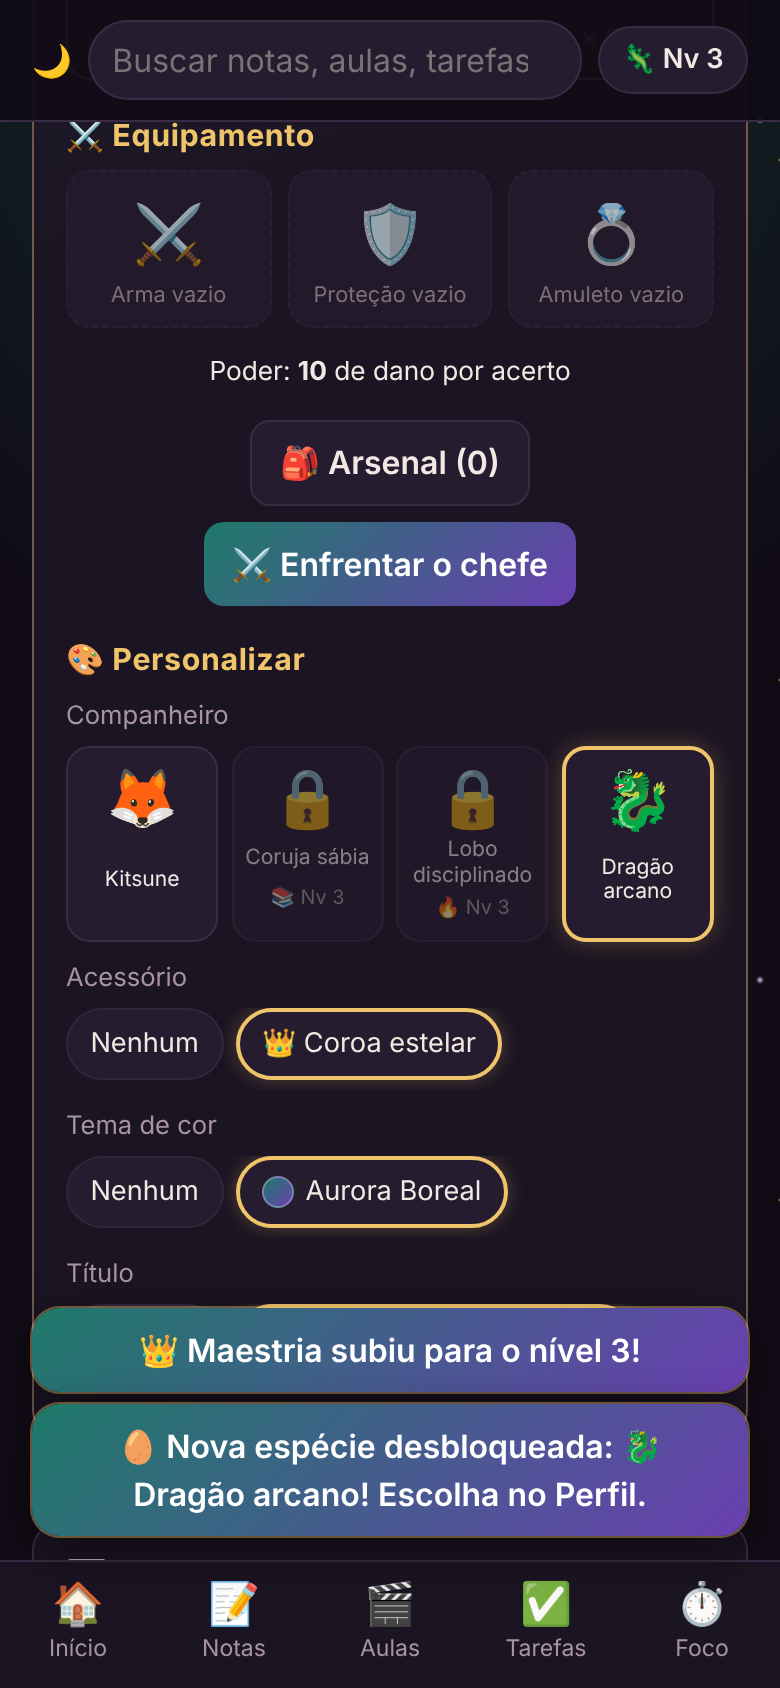 Buscar notas, aulas, tarefas
Nv 3
Equipamento
Arma vazio
Proteção vazio
Amuleto vazio
Poder: 10 de dano por acerto
Arsenal (0)
Enfrentar o chefe
Personalizar
Companheiro
Kitsune
Coruja sábia
Nv 3
Lobo
disciplinado
Nv 3
Dragão
arcano
Acessório
Nenhum
Coroa estelar
Tema de cor
Nenhum
Aurora Boreal
Título
Maestria subiu para o nível 3!
Nova espécie desbloqueada:
Dragão arcano! Escolha no Perfil.
Início
Notas
Aulas
Tarefas
Foco